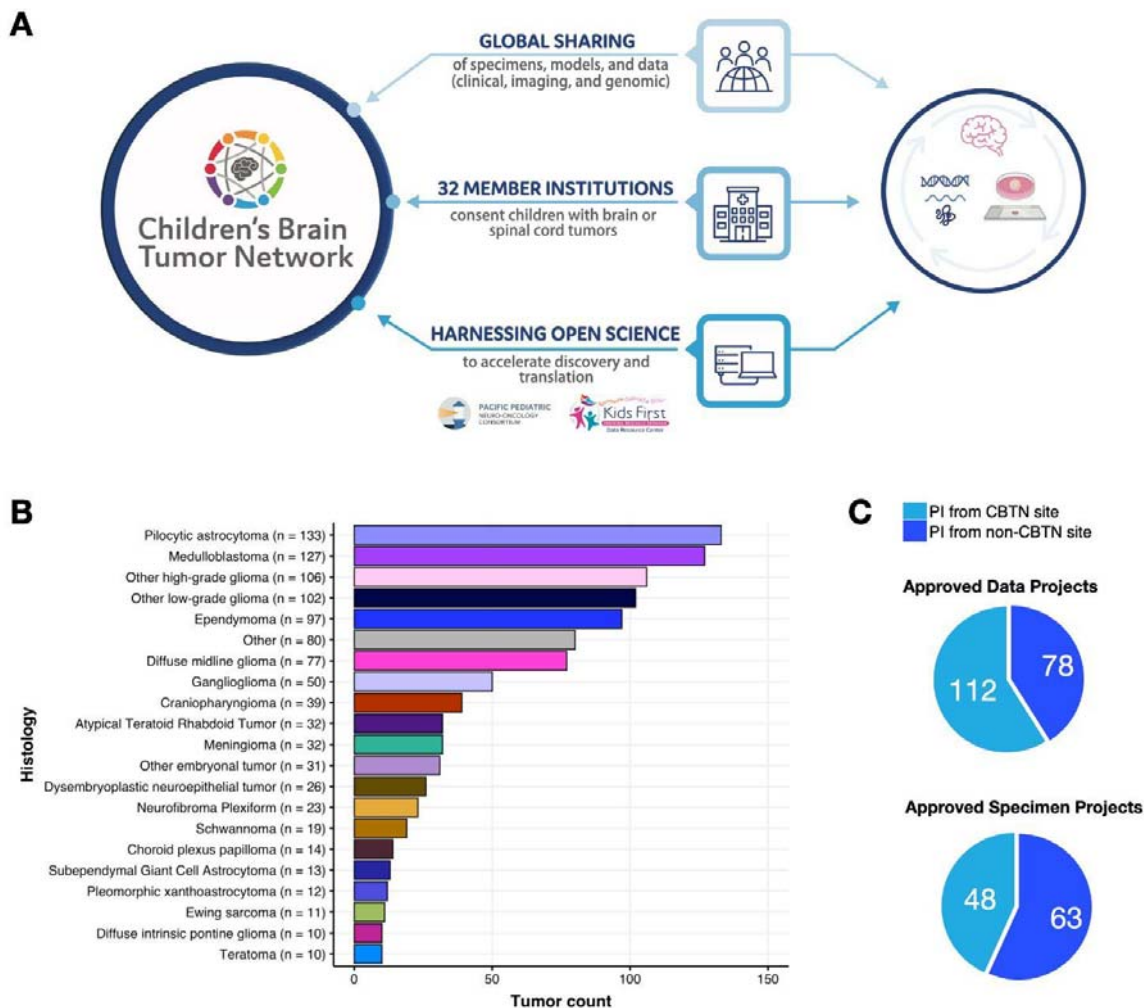 A
GLOBAL SHARING
of specimens, models, and data
(clinical, imaging, and genomic)
Children's Brain
Tumor Network
32 MEMBER INSTITUTIONS
consent children with brain or
spinal cord tumors
HARNESSING OPEN SCIENCE
to accelerate discovery and
translation
PACIFIC PEDIATRIC
NEURO-ONCOLOGY
CONSORTIUM
Kids First
Data Resource Center
B
Histology
Pilocytic astrocytoma (n = 133)
Medulloblastoma (n = 127)
Other high-grade glioma (n = 106)
Other low-grade glioma (n = 102)
Ependymoma (n = 97)
Other (n = 80)
Diffuse midline glioma (n = 77)
Ganglioglioma (n = 50)
Craniopharyngioma (n = 39)
Atypical Teratoid Rhabdoid Tumor (n = 32)
Meningioma (n = 32)
Other embryonal tumor (n = 31)
Dysembryoplastic neuroepithelial tumor (n = 26)
Neurofibroma Plexiform (n = 23)
Schwannoma (n = 19)
Choroid plexus papilloma (n = 14)
Subependymal Giant Cell Astrocytoma (n = 13)
Pleomorphic xanthoastrocytoma (n = 12)
Ewing sarcoma (n = 11)
Diffuse intrinsic pontine glioma (n = 10)
Teratoma (n = 10)
0 50 100 150
Tumor count
C
PI from CBTN site
PI from non-CBTN site
Approved Data Projects
112 78
Approved Specimen Projects
48 63